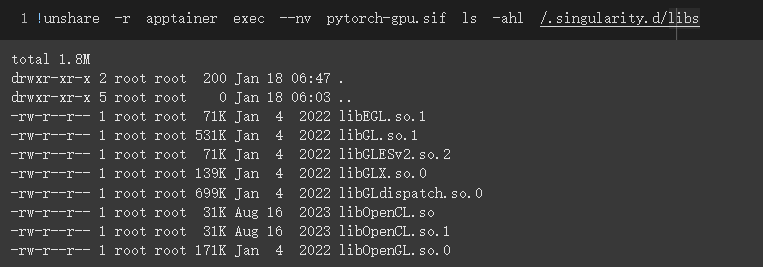 1 !unshare -r apptainer exec --nv pytorch-gpu.sif ls -ahl /.singularity.d/libs
total 1.8M
drwxr-xr-x 2 root root 200 Jan 18 06:47 .
drwxr-xr-x 5 root root 0 Jan 18 06:03 ..
-rw-r--r-- 1 root root 71K Jan 4 2022 libEGL.so.1
-rw-r--r-- 1 root root 531K Jan 4 2022 libGL.so.1
-rw-r--r-- 1 root root 71K Jan 4 2022 libGLESv2.so.2
-rw-r--r-- 1 root root 139K Jan 4 2022 libGLX.so.0
-rw-r--r-- 1 root root 699K Jan 4 2022 libGLdispatch.so.0
-rw-r--r-- 1 root root 31K Aug 16 2023 libOpenCL.so
-rw-r--r-- 1 root root 31K Aug 16 2023 libOpenCL.so.1
-rw-r--r-- 1 root root 171K Jan 4 2022 libOpenGL.so.0